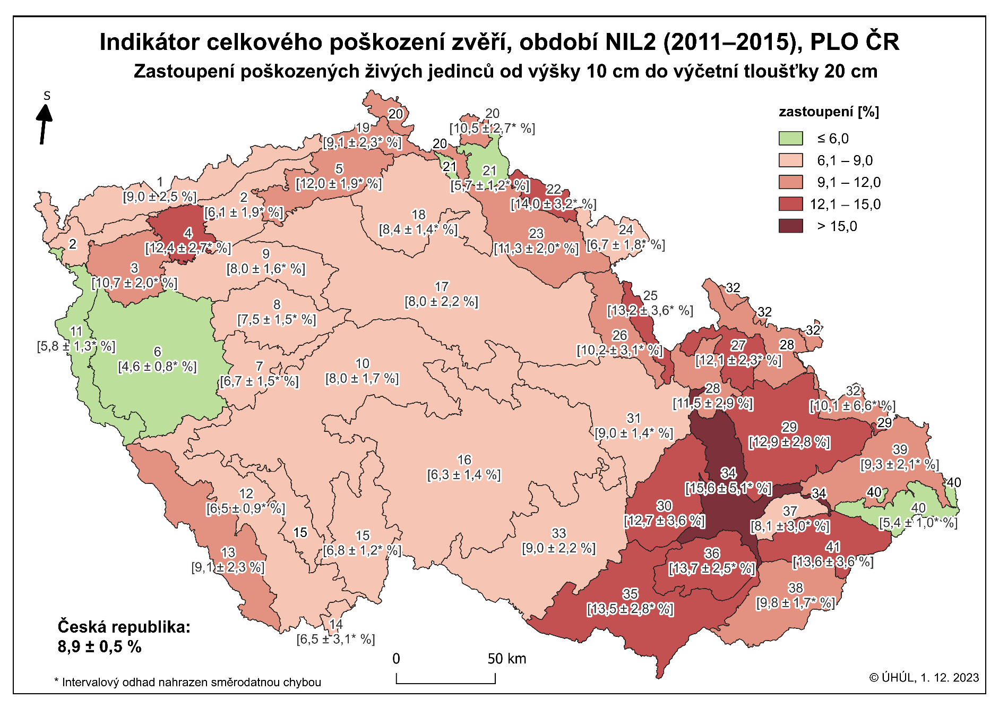 Indikátor celkového poškození zvěří, období NIL2 (2011–2015), PLO ČR
Zastoupení poškozených živých jedinců od výšky 10 cm do výčetní tloušťky 20 cm
S
zastoupení [%]
≤ 6,0
6,1 – 9,0
9,1 – 12,0
12,1 – 15,0
> 15,0
20
20
[10,5 ± 2,7* %]
19
[9,1 ± 2,3* %]
20
21
21
[5,7 ± 1,2* %]
5
[12,0 ± 1,9* %]
1
[9,0 ± 2,5 %]
2
[6,1 ± 1,9* %]
22
[14,0 ± 3,2* %]
18
[8,4 ± 1,4* %]
4
[12,4 ± 2,7* %]
23
[11,3 ± 2,0* %]
24
[6,7 ± 1,8* %]
2
3
[10,7 ± 2,0* %]
9
[8,0 ± 1,6* %]
17
[8,0 ± 2,2 %]
8
[7,5 ± 1,5* %]
25
[13,2 ± 3,6* %]
32
32
32
11
[5,8 ± 1,3* %]
6
[4,6 ± 0,8* %]
26
[10,2 ± 3,1* %]
27
[12,1 ± 2,3* %]
28
7
[6,7 ± 1,5* %]
10
[8,0 ± 1,7 %]
28
[11,5 ± 2,9 %]
32
[10,1 ± 6,6* %]
31
[9,0 ± 1,4* %]
29
[12,9 ± 2,8 %]
29
39
[9,3 ± 2,1* %]
16
[6,3 ± 1,4 %]
34
[15,6 ± 5,1* %]
34
40
40
40
[5,4 ± 1,0* %]
12
[6,5 ± 0,9* %]
30
[12,7 ± 3,6 %]
37
[8,1 ± 3,0* %]
15
15
[6,8 ± 1,2* %]
33
[9,0 ± 2,2 %]
13
[9,1 ± 2,3 %]
36
[13,7 ± 2,5* %]
41
[13,6 ± 3,6 %]
35
[13,5 ± 2,8* %]
38
[9,8 ± 1,7* %]
14
[6,5 ± 3,1* %]
Česká republika:
8,9 ± 0,5 %
0 50 km
* Intervalový odhad nahrazen směrodatnou chybou
© ÚHÚL, 1. 12. 2023